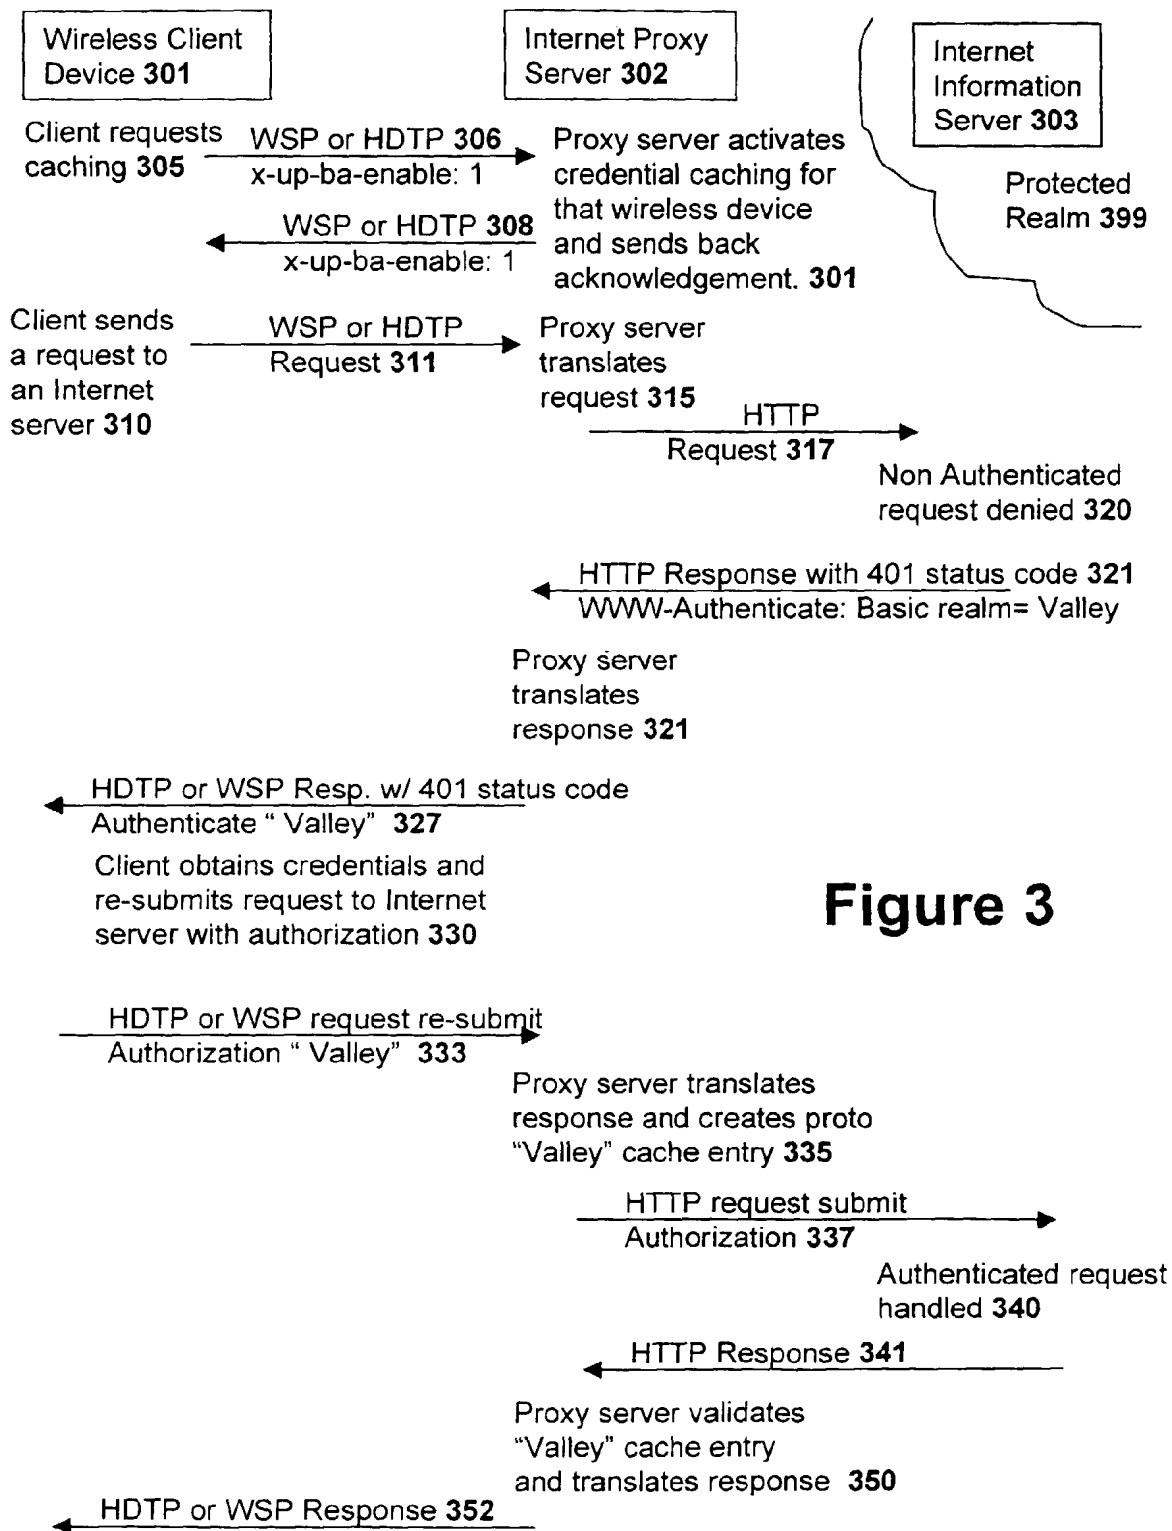 Wireless Client
Device 301
Internet Proxy
Server 302
Internet
Information
Server 303
Protected
Realm 399
Client requests
caching 305
WSP or HDTP 306
x-up-ba-enable: 1
Proxy server activates
credential caching for
that wireless device
and sends back
acknowledgement. 301
WSP or HDTP 308
x-up-ba-enable: 1
Client sends
a request to
an Internet
server 310
WSP or HDTP
Request 311
Proxy server
translates
request 315
HTTP
Request 317
Non Authenticated
request denied 320
HTTP Response with 401 status code 321
WWW-Authenticate: Basic realm= Valley
Proxy server
translates
response 321
HDTP or WSP Resp. w/ 401 status code
Authenticate “ Valley” 327
Client obtains credentials and
re-submits request to Internet
server with authorization 330
Figure 3
HDTP or WSP request re-submit
Authorization “ Valley” 333
Proxy server translates
response and creates proto
“Valley” cache entry 335
HTTP request submit
Authorization 337
Authenticated request
handled 340
HTTP Response 341
Proxy server validates
“Valley” cache entry
and translates response 350
HDTP or WSP Response 352